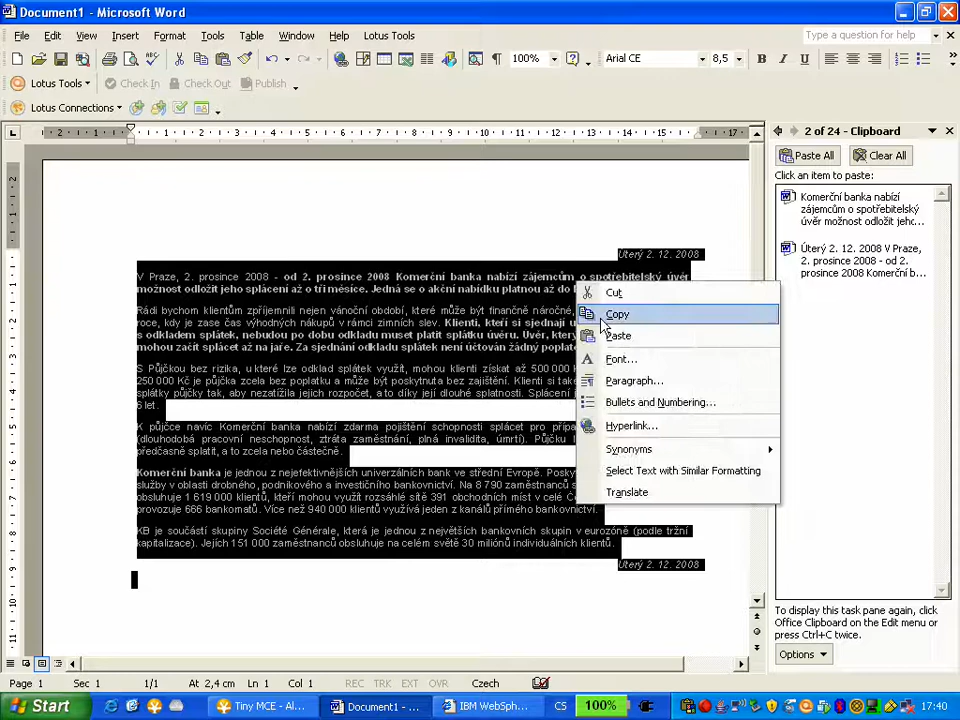 Document1 - Microsoft Word
File Edit View Insert Format Tools Table Window Help Lotus Tools Type a question for help
100% Arial CE 8,5 B I U
Lotus Tools Check In Check Out Publish
Lotus Connections
2 of 24 - Clipboard
Paste All Clear All
Click an item to paste:
Komerční banka nabízí
zájemcům o spotřebitelský
úvěr možnost odložit jeho...
Úterý 2. 12. 2008 V Praze,
2. prosince 2008 - od 2.
prosince 2008 Komerční b...
Úterý 2. 12. 2008
V Praze, 2. prosince 2008 - od 2. prosince 2008 Komerční banka nabízí zájemcům o spotřebitelský úvěr
možnost odložit jeho splácení až o tři měsíce. Jedná se o akční nabídku platnou až do
Rádi bychom klientům zpříjemnili nejen vánoční období, které může být finančně náročné,
roce, kdy je zase čas výhodných nákupů v rámci zimních slev. Klienti, kteří si sjednají
s odkladem splátek, nebudou po dobu odkladu muset platit splátku úvěru. Úvěr,
mohou začít splácet až na jaře. Za sjednání odkladu splátek není účtován žádný
S Půjčkou bez rizika, u které lze odklad splátek využít, mohou klienti získat až 500 000
250 000 Kč je půjčka zcela bez poplatku a může být poskytnuta bez zajištění. Klienti si
splátky půjčky tak, aby nezatížila jejich rozpočet, a to díky její dlouhé splatnosti. Splácení
6 let.
K půjčce navíc Komerční banka nabízí zdarma pojištění schopnosti splácet pro
(dlouhodobá pracovní neschopnost, ztráta zaměstnání, plná invalidita, úmrtí). Půjčku
předčasně splatit, a to zcela nebo částečně.
Komerční banka je jednou z nejefektivnějších univerzálních bank ve střední Evropě.
služby v oblasti drobného, podnikového a investičního bankovnictví. Na 8 790 zaměstnanců
obsluhuje 1 619 000 klientů, kteří mohou využít rozsáhlé sítě 391 obchodních míst v celé
provozuje 666 bankomatů. Více než 940 000 klientů využívá jeden z kanálů přímého bankovnictví.
KB je součástí skupiny Société Générale, která je jednou z největších bankovních skupin v eurozóně (podle tržní
kapitalizace). Jejích 151 000 zaměstnanců obsluhuje na celém světě 30 miliónů individuálních klientů.
Úterý 2. 12. 2008
Cut
Copy
Paste
Font...
Paragraph...
Bullets and Numbering...
Hyperlink...
Synonyms
Select Text with Similar Formatting
Translate
To display this task pane again, click
Office Clipboard on the Edit menu or
press Ctrl+C twice.
Options
Page 1 Sec 1 1/1 At 2,4 cm Ln 1 Col 1 REC TRK EXT OVR Czech
Start Tiny MCE - Al... Document1 - ... IBM WebSph... CS 100% 17:40